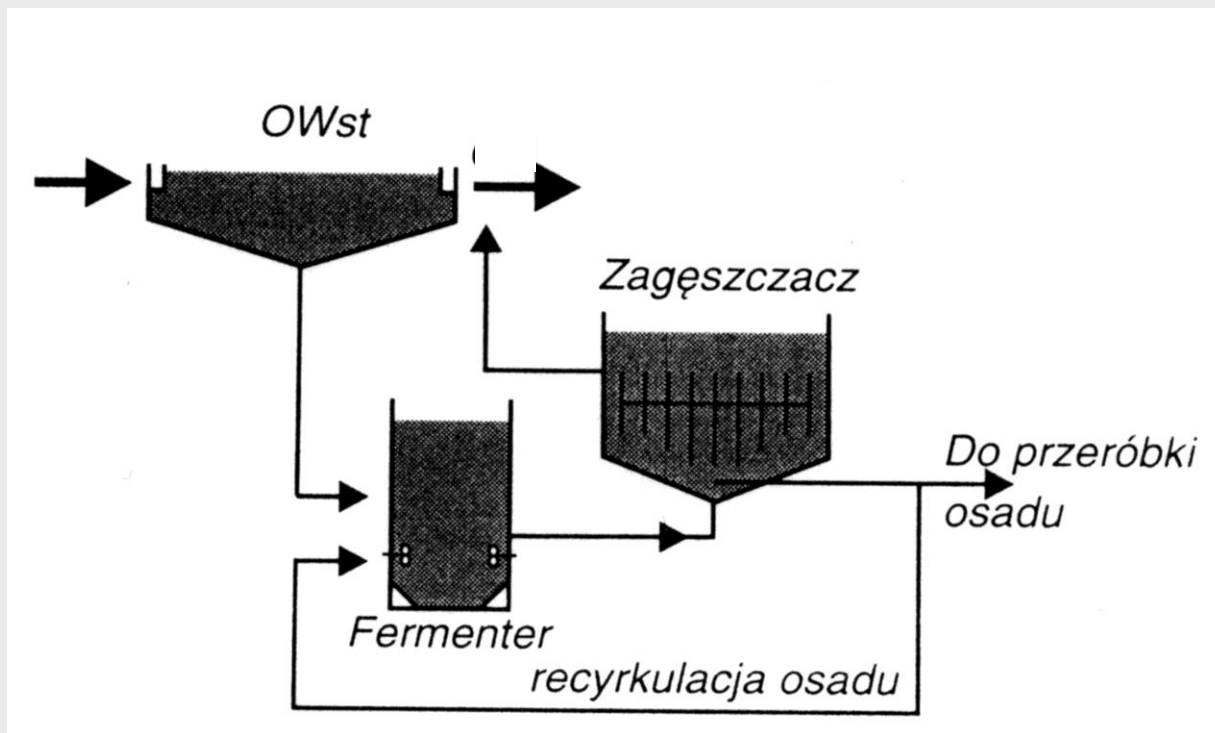 OWst
Zagęszczacz
Do przeróbki
osadu
Fermenter
recyrkulacja osadu